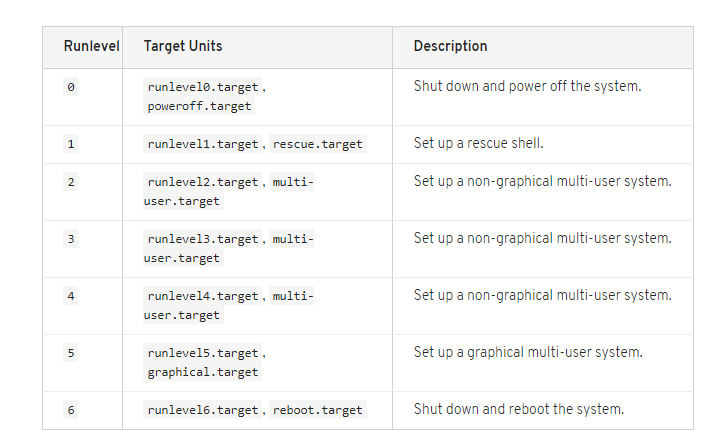 Runlevel Target Units Description
0 runlevel0.target, Shut down and power off the system.
poweroff.target
1 runlevel1.target, rescue.target Set up a rescue shell.
2 runlevel2.target, multi- Set up a non-graphical multi-user system.
user.target
3 runlevel3.target, multi- Set up a non-graphical multi-user system.
user.target
4 runlevel4.target, multi- Set up a non-graphical multi-user system.
user.target
5 runlevel5.target, Set up a graphical multi-user system.
graphical.target
6 runlevel6.target, reboot.target Shut down and reboot the system.